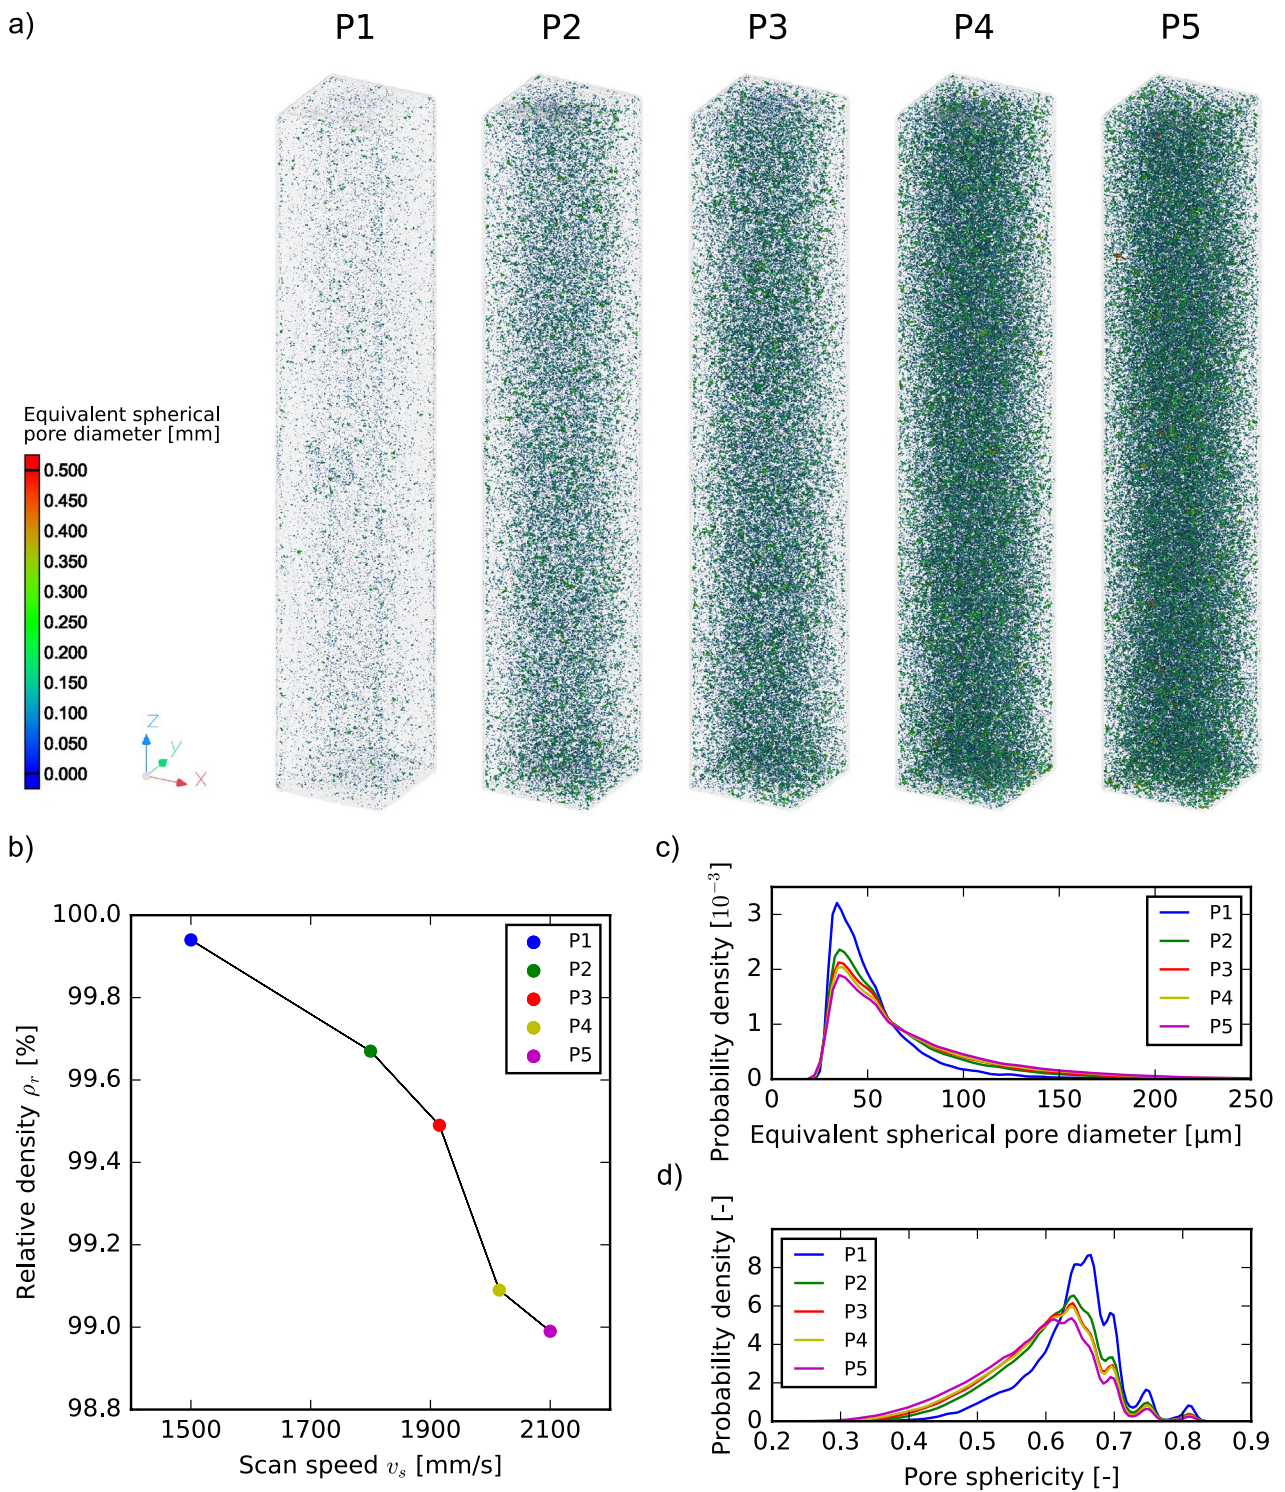 a)
P1 P2 P3 P4 P5
Equivalent spherical
pore diameter [mm]
0.500
0.450
0.400
0.350
0.300
0.250
0.200
0.150
0.100
0.050
0.000
Z
y
X
b)
Relative density ρr [%]
100.0
99.8
99.6
99.4
99.2
99.0
98.8
1500 1700 1900 2100
Scan speed vs [mm/s]
P1
P2
P3
P4
P5
c)
Probability density [10⁻³]
3
2
1
0
0 50 100 150 200 250
Equivalent spherical pore diameter [µm]
P1
P2
P3
P4
P5
d)
Probability density [-]
8
6
4
2
0
0.2 0.3 0.4 0.5 0.6 0.7 0.8 0.9
Pore sphericity [-]
P1
P2
P3
P4
P5